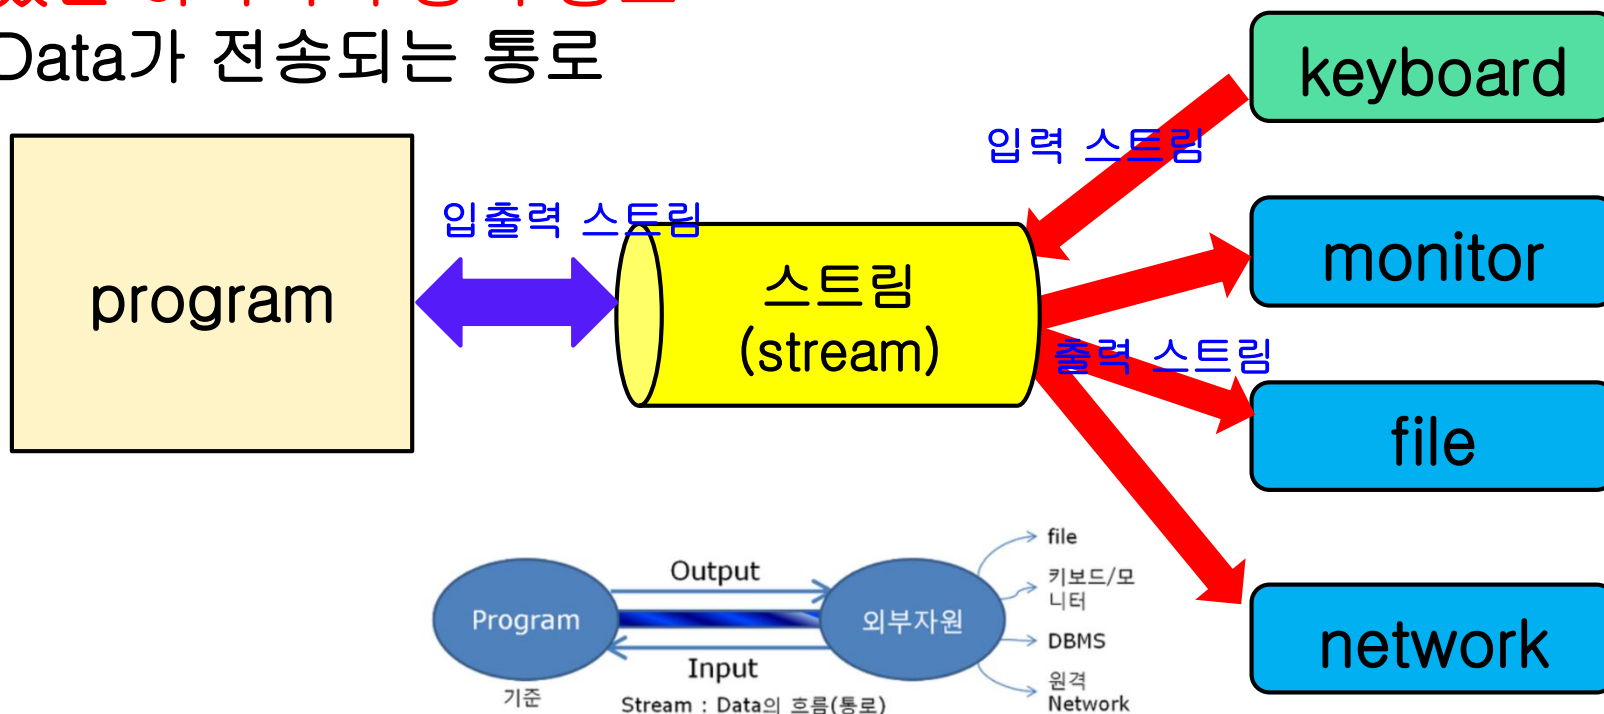 Data가 전송되는 통로
keyboard
입력 스트림
입출력 스트림
monitor
program
스트림
(stream)
출력 스트림
file
network
Output
Program
외부자원
Input
기준
Stream : Data의 흐름(통로)
file
키보드/모
니터
DBMS
원격
Network